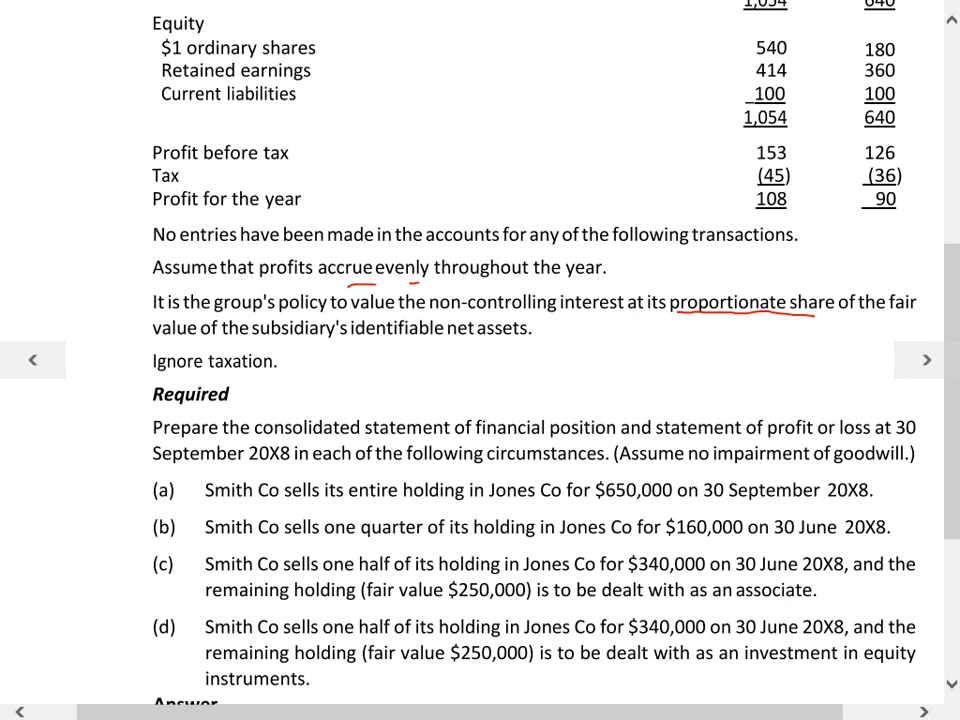 1,054 640
Equity
$1 ordinary shares 540 180
Retained earnings 414 360
Current liabilities 100 100
1,054 640
Profit before tax 153 126
Tax (45) (36)
Profit for the year 108 90
No entries have been made in the accounts for any of the following transactions.
Assume that profits accrue evenly throughout the year.
It is the group's policy to value the non-controlling interest at its proportionate share of the fair
value of the subsidiary's identifiable net assets.
Ignore taxation.
Required
Prepare the consolidated statement of financial position and statement of profit or loss at 30
September 20X8 in each of the following circumstances. (Assume no impairment of goodwill.)
(a) Smith Co sells its entire holding in Jones Co for $650,000 on 30 September 20X8.
(b) Smith Co sells one quarter of its holding in Jones Co for $160,000 on 30 June 20X8.
(c) Smith Co sells one half of its holding in Jones Co for $340,000 on 30 June 20X8, and the
remaining holding (fair value $250,000) is to be dealt with as an associate.
(d) Smith Co sells one half of its holding in Jones Co for $340,000 on 30 June 20X8, and the
remaining holding (fair value $250,000) is to be dealt with as an investment in equity
instruments.
Answer